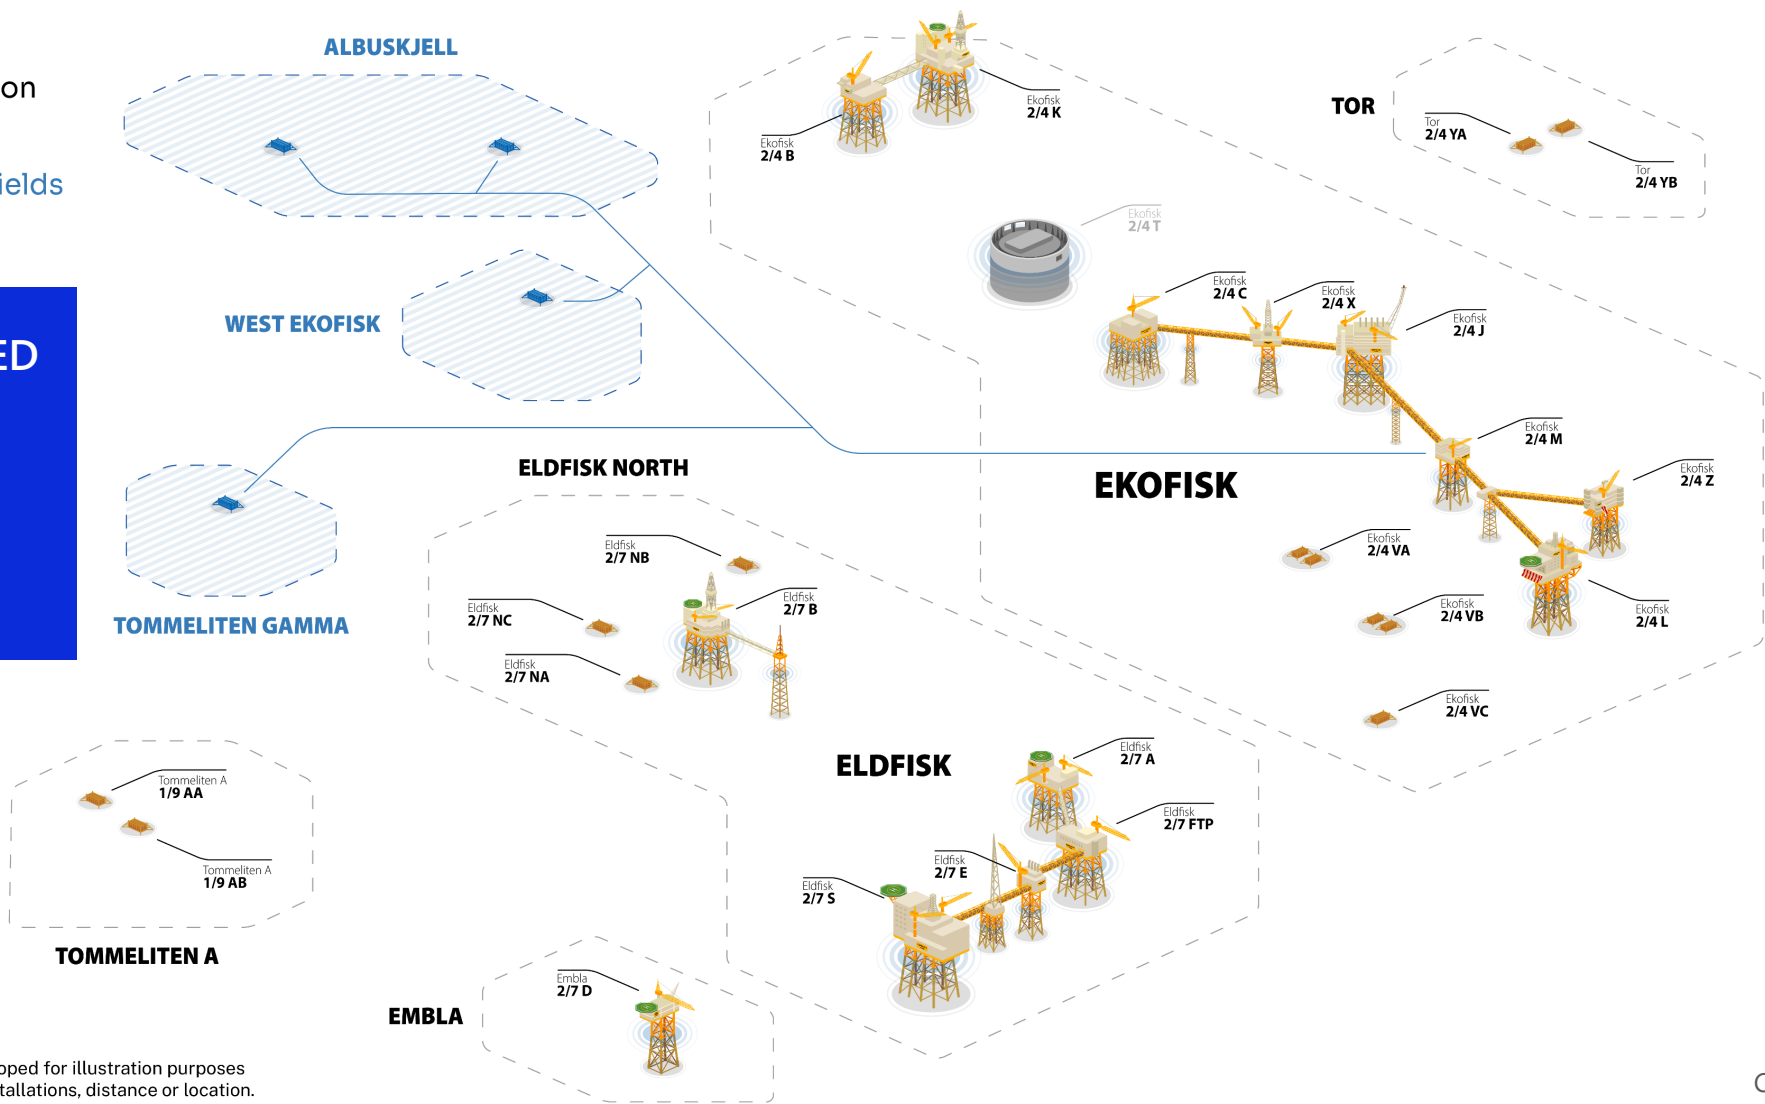 on
ields
ED
ALBUSKJELL
WEST EKOFISK
TOMMELITEN GAMMA
Ekofisk
2/4 K
Ekofisk
2/4 B
Ekofisk
2/4 T
TOR
Tor
2/4 YA
Tor
2/4 YB
Ekofisk
2/4 C
Ekofisk
2/4 X
Ekofisk
2/4 J
Ekofisk
2/4 M
EKOFISK
Ekofisk
2/4 Z
Ekofisk
2/4 VA
Ekofisk
2/4 VB
Ekofisk
2/4 L
Ekofisk
2/4 VC
ELDFISK NORTH
Eldfisk
2/7 NB
Eldfisk
2/7 B
Eldfisk
2/7 NC
Eldfisk
2/7 NA
ELDFISK
Eldfisk
2/7 A
Eldfisk
2/7 FTP
Eldfisk
2/7 E
Eldfisk
2/7 S
Tommeliten A
1/9 AA
Tommeliten A
1/9 AB
TOMMELITEN A
Embla
2/7 D
EMBLA
oped for illustration purposes
tallations, distance or location.